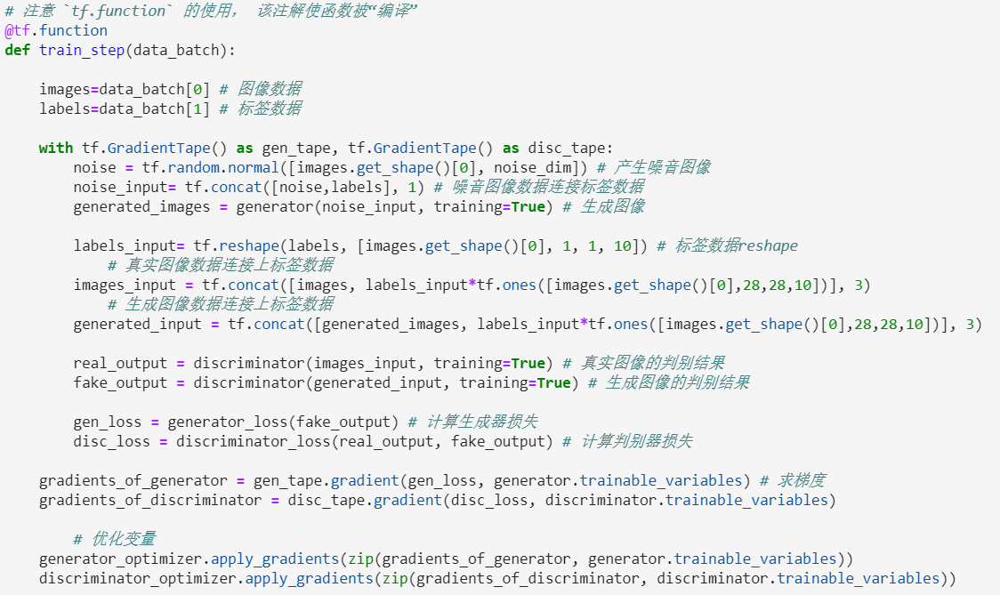 # 注意 `tf.function` 的使用， 该注解使函数被“编译”
@tf.function
def train_step(data_batch):
images=data_batch[0] # 图像数据
labels=data_batch[1] # 标签数据
with tf.GradientTape() as gen_tape, tf.GradientTape() as disc_tape:
noise = tf.random.normal([images.get_shape()[0], noise_dim]) # 产生噪音图像
noise_input= tf.concat([noise,labels], 1) # 噪音图像数据连接标签数据
generated_images = generator(noise_input, training=True) # 生成图像
labels_input= tf.reshape(labels, [images.get_shape()[0], 1, 1, 10]) # 标签数据reshape
# 真实图像数据连接上标签数据
images_input = tf.concat([images, labels_input*tf.ones([images.get_shape()[0],28,28,10])], 3)
# 生成图像数据连接上标签数据
generated_input = tf.concat([generated_images, labels_input*tf.ones([images.get_shape()[0],28,28,10])], 3)
real_output = discriminator(images_input, training=True) # 真实图像的判别结果
fake_output = discriminator(generated_input, training=True) # 生成图像的判别结果
gen_loss = generator_loss(fake_output) # 计算生成器损失
disc_loss = discriminator_loss(real_output, fake_output) # 计算判别器损失
gradients_of_generator = gen_tape.gradient(gen_loss, generator.trainable_variables) # 求梯度
gradients_of_discriminator = disc_tape.gradient(disc_loss, discriminator.trainable_variables)
# 优化变量
generator_optimizer.apply_gradients(zip(gradients_of_generator, generator.trainable_variables))
discriminator_optimizer.apply_gradients(zip(gradients_of_discriminator, discriminator.trainable_variables))